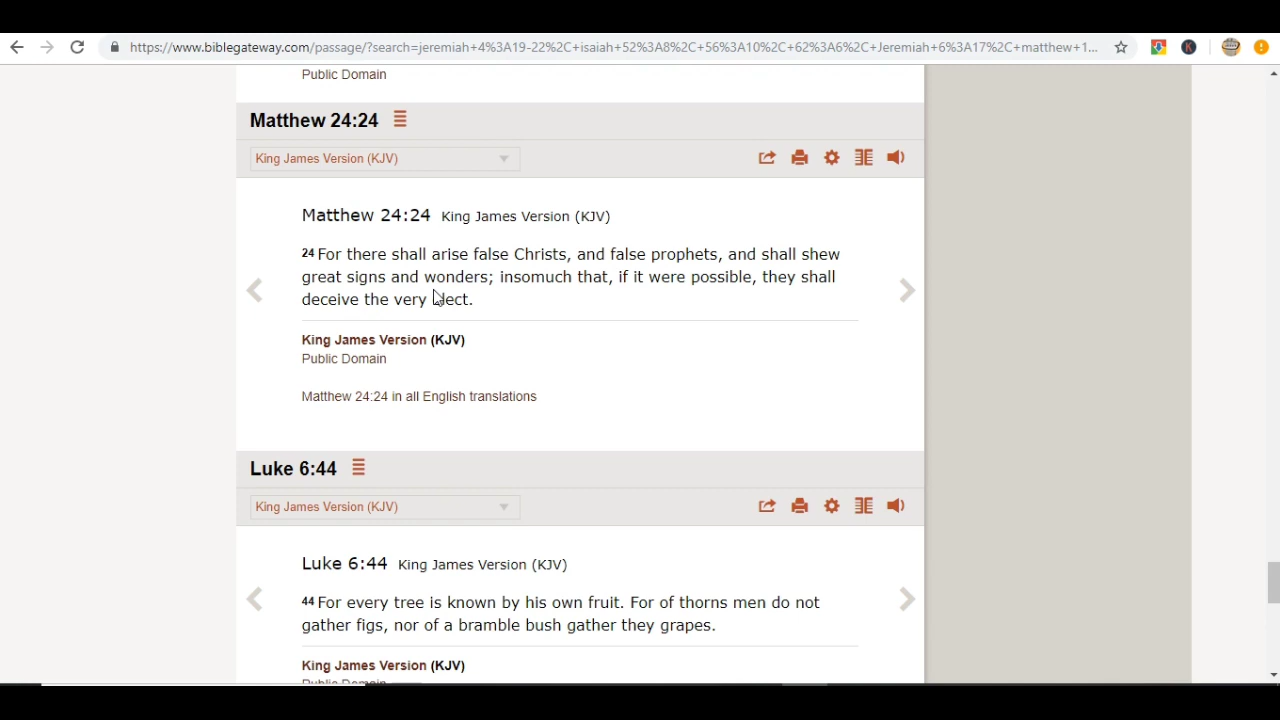 https://www.biblegateway.com/passage/?search=jeremiah+4%3A19-22%2C+isaiah+52%3A8%2C+56%3A10%2C+62%3A6%2C+Jeremiah+6%3A17%2C+matthew+1...
Public Domain
Matthew 24:24
King James Version (KJV)
Matthew 24:24 King James Version (KJV)
24 For there shall arise false Christs, and false prophets, and shall shew
great signs and wonders; insomuch that, if it were possible, they shall
deceive the very elect.
King James Version (KJV)
Public Domain
Matthew 24:24 in all English translations
Luke 6:44
King James Version (KJV)
Luke 6:44 King James Version (KJV)
44 For every tree is known by his own fruit. For of thorns men do not
gather figs, nor of a bramble bush gather they grapes.
King James Version (KJV)
Public Domain